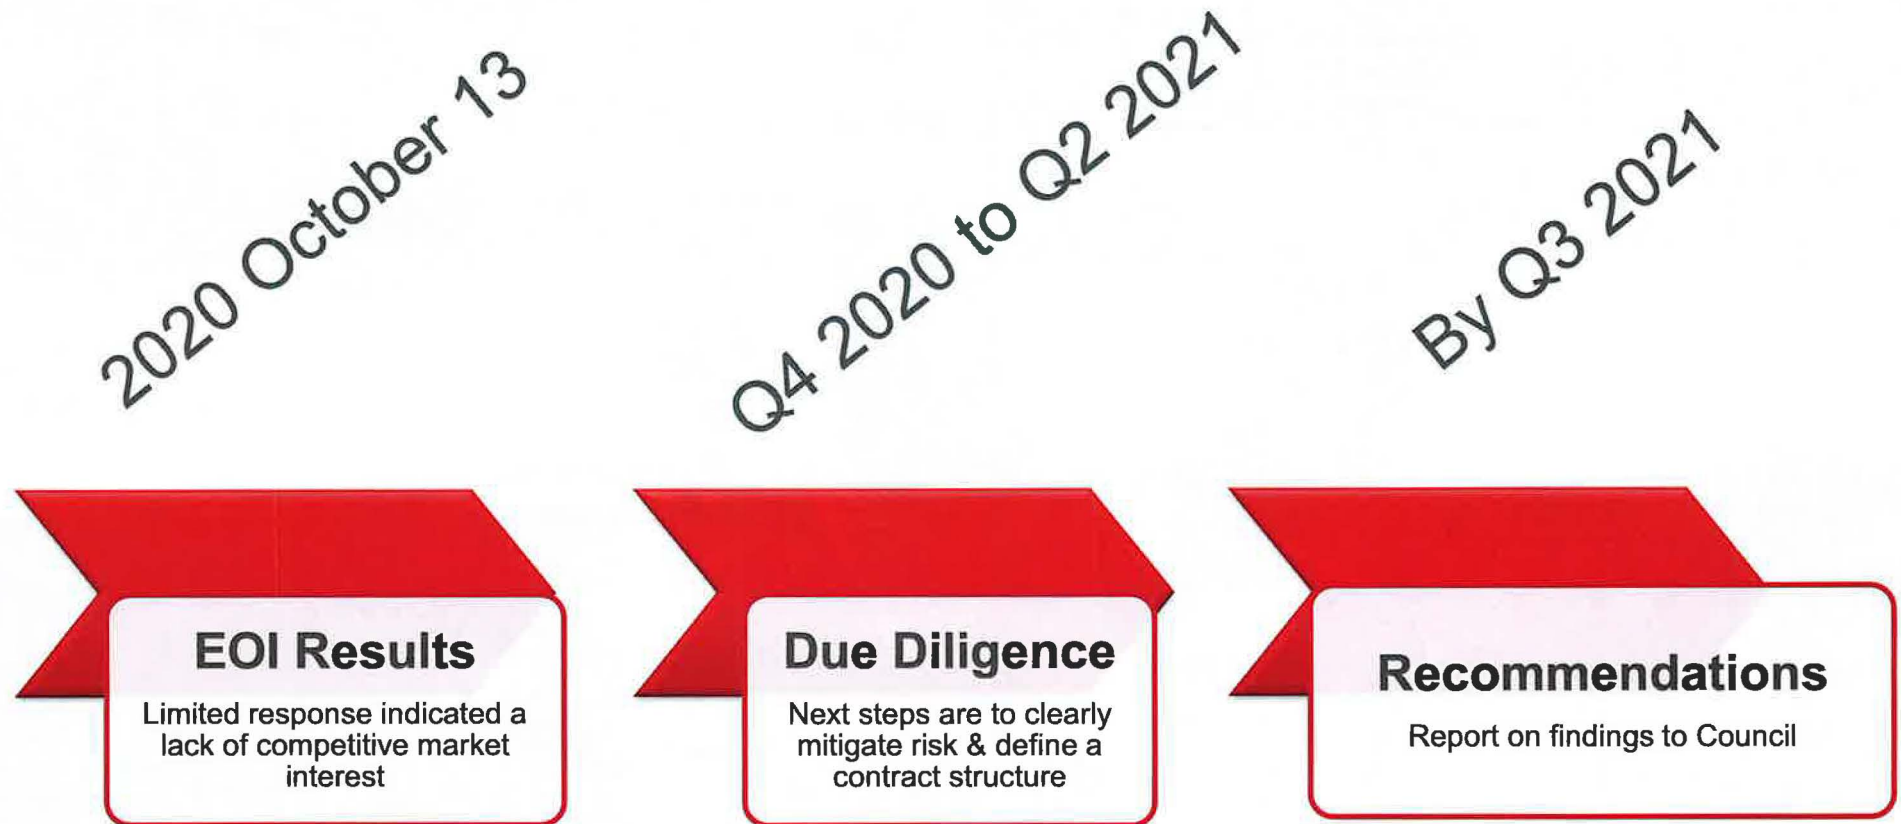 2020 October 13
Q4 2020 to Q2 2021
By Q3 2021
EOI Results
Limited response indicated a
lack of competitive market
interest
Due Diligence
Next steps are to clearly
mitigate risk & define a
contract structure
Recommendations
Report on findings to Council